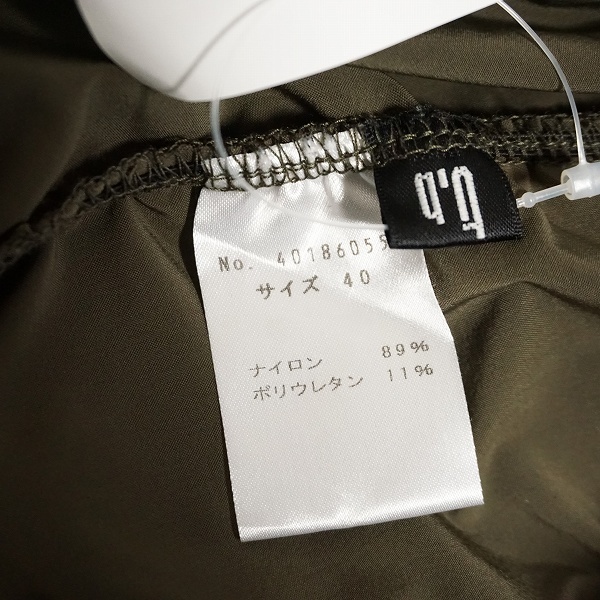 No. 40186055
サイズ 40
ナイロン 89%
ポリウレタン 11%